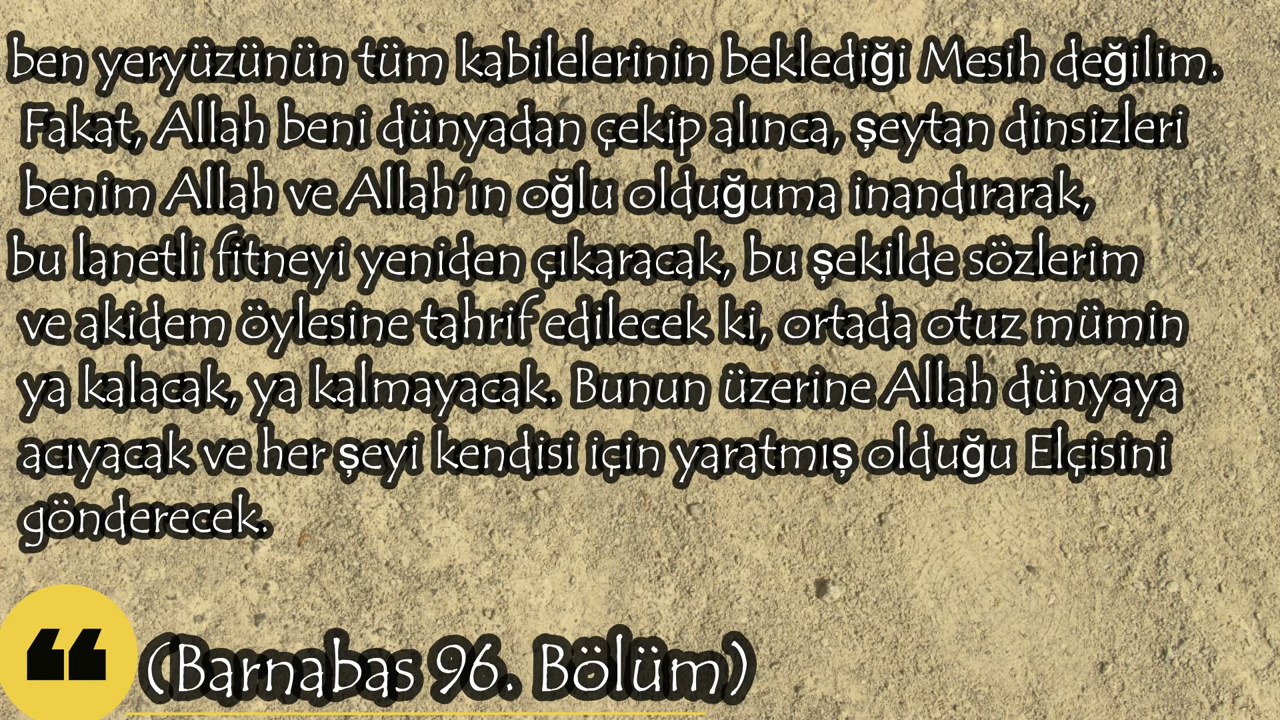 ben yeryüzünün tüm kabilelerinin beklediği Mesih değilim.
Fakat, Allah beni dünyadan çekip alınca, şeytan dinsizleri
benim Allah ve Allah'ın oğlu olduğuma inandırarak,
bu lanetli fitneyi yeniden çıkaracak, bu şekilde sözlerim
ve akidem öylesine tahrif edilecek ki, ortada otuz mümin
ya kalacak, ya kalmayacak. Bunun üzerine Allah dünyaya
acıyacak ve her şeyi kendisi için yaratmış olduğu Elçisini
gönderecek.
“ (Barnabas 96. Bölüm)